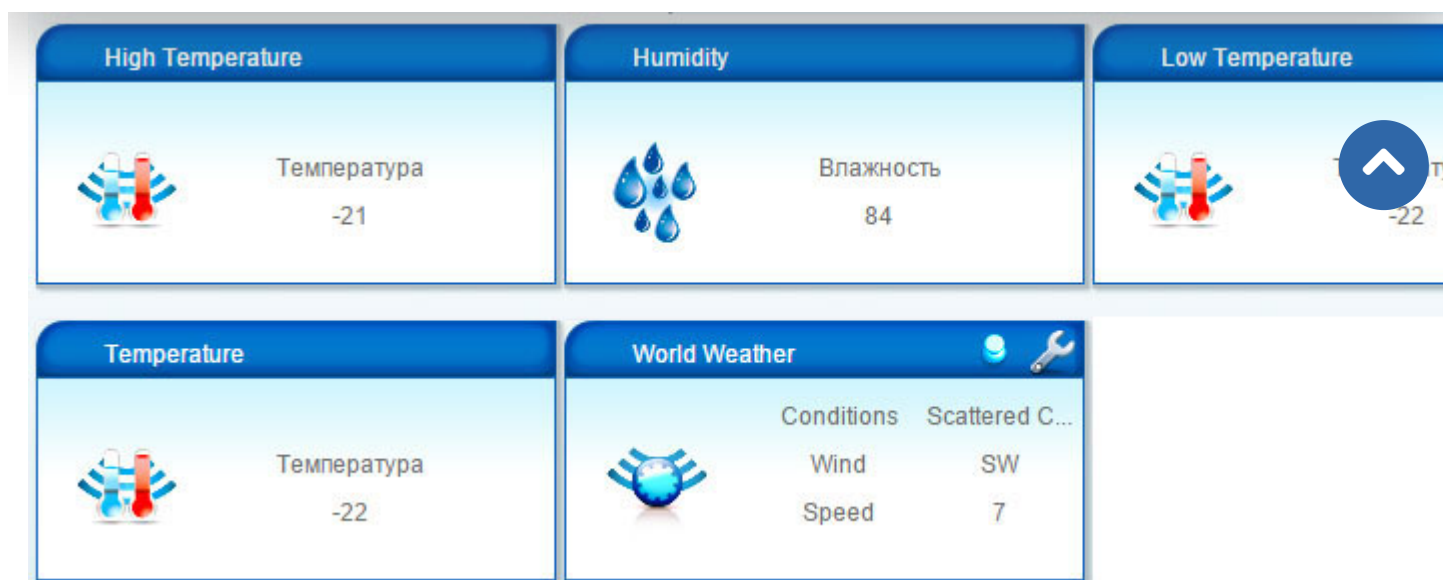 High Temperature
Humidity
Low Temperature
Температура
-21
Влажность
84
-22
Temperature
Температура
-22
World Weather
Conditions Scattered C...
Wind SW
Speed 7